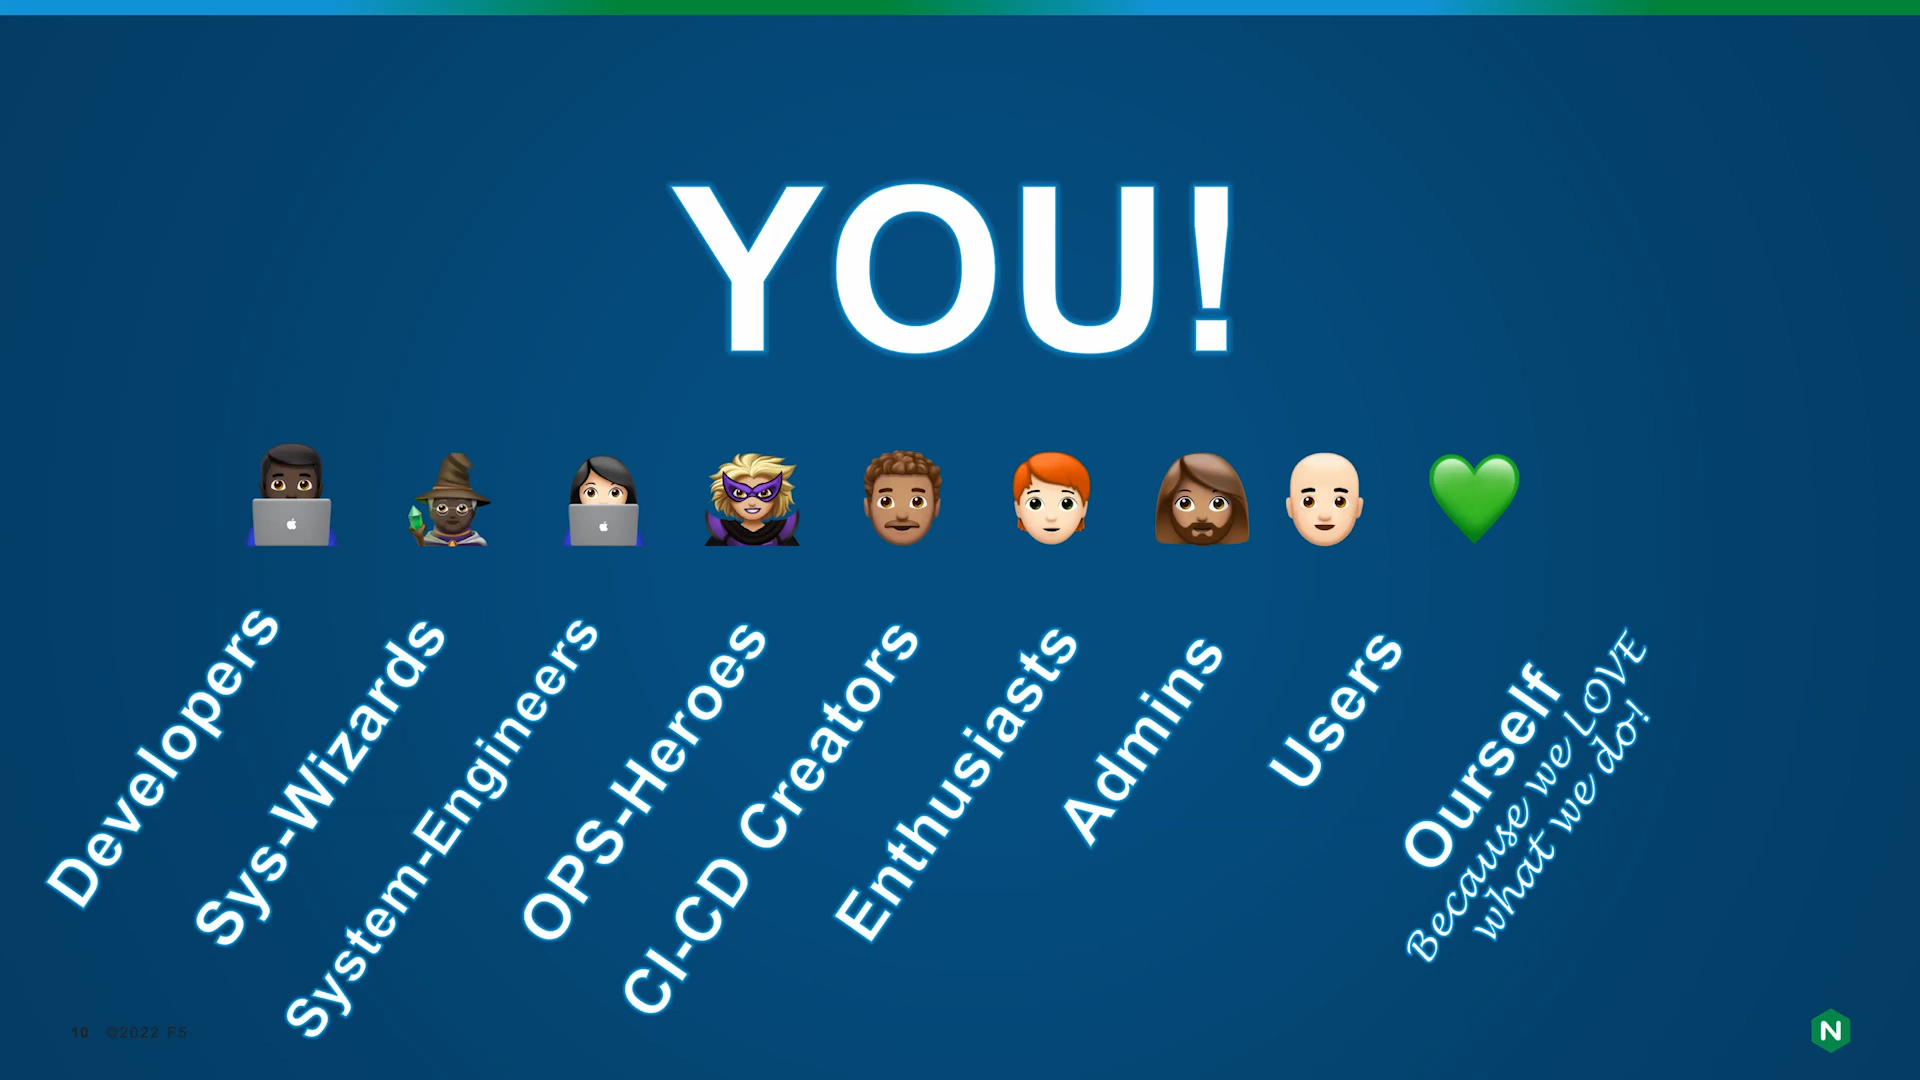 YOU!
Developers
Sys-Wizards
System-Engineers
OPS-Heroes
CI-CD Creators
Enthusiasts
Admins
Users
Ourself
Because we LOVE
what we do!
10 ©2022 F5
N